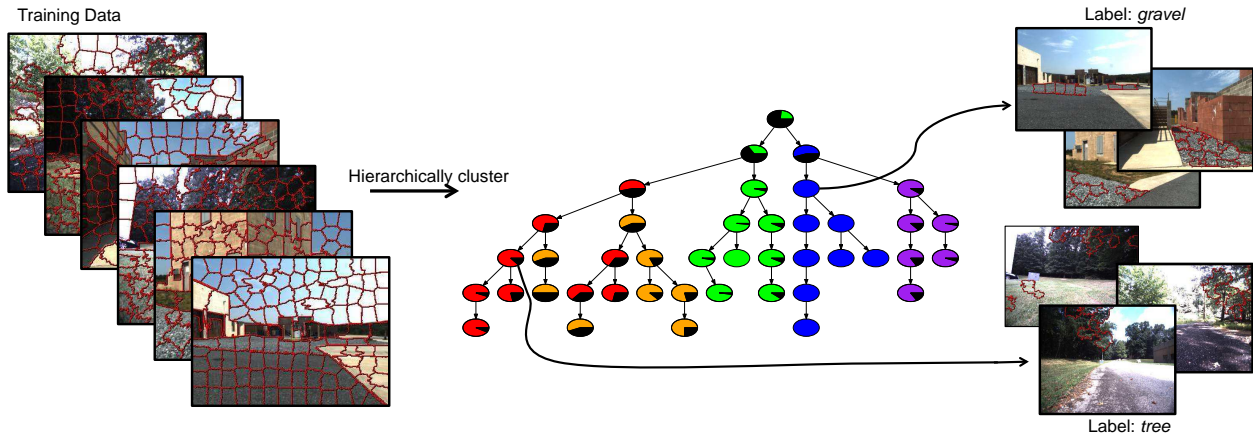 Training Data
Label: gravel
Hierarchically cluster
Label: tree